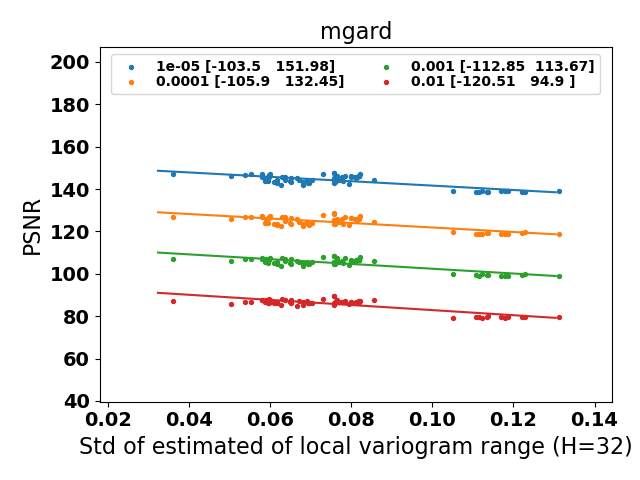 mgard
1e-05 [-103.5   151.98]
0.0001 [-105.9   132.45]
0.001 [-112.85  113.67]
0.01 [-120.51   94.9 ]
PSNR
200
180
160
140
120
100
80
60
40
0.02 0.04 0.06 0.08 0.10 0.12 0.14
Std of estimated of local variogram range (H=32)